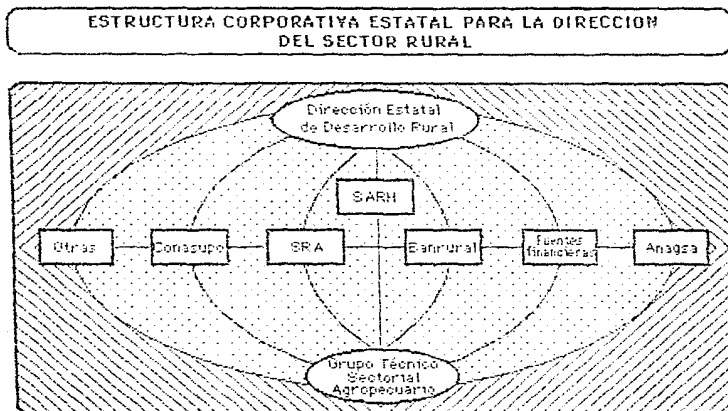 ESTRUCTURA CORPORATIVA ESTATAL PARA LA DIRECCION
DEL SECTOR RURAL
Dirección Estatal
de Desarrollo Rural
SARH
Otras
Conasupo
SRA
Banrural
Fuentes
financieras
Anagsa
Grupo Técnico
Sectorial
Agropecuario